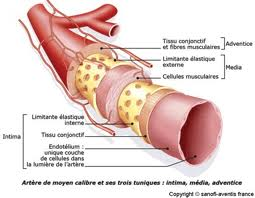 Tissu conjonctif
et fibres musculaires
Adventice
Limitante élastique
externe
Media
Cellules musculaires
Limitante élastique
interne
Intima
Tissu conjonctif
Endotélium :
unique couche
de cellules dans
la lumière de l'artère
Artère de moyen calibre et ses trois tuniques : intima, média, adventice
Copyright © sanofi-aventis france